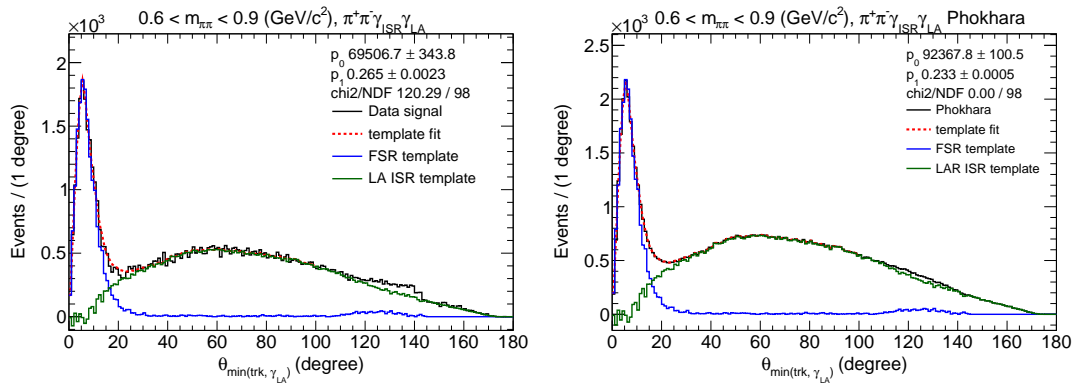 ×10³ 0.6 < m_ππ < 0.9 (GeV/c²), π⁺π⁻γ_ISR γ_LA
p₀ 69506.7 ± 343.8
p₁ 0.265 ± 0.0023
chi2/NDF 120.29 / 98
Data signal
template fit
FSR template
LA ISR template
Events / (1 degree)
2
1.5
1
0.5
0
0 20 40 60 80 100 120 140 160 180
θ_min(trk, γ_LA) (degree)
×10³ 0.6 < m_ππ < 0.9 (GeV/c²), π⁺π⁻γ_ISR γ_LA Phokhara
p₀ 92367.8 ± 100.5
p₁ 0.233 ± 0.0005
chi2/NDF 0.00 / 98
Phokhara
template fit
FSR template
LAR ISR template
Events / (1 degree)
2.5
2
1.5
1
0.5
0
0 20 40 60 80 100 120 140 160 180
θ_min(trk, γ_LA) (degree)